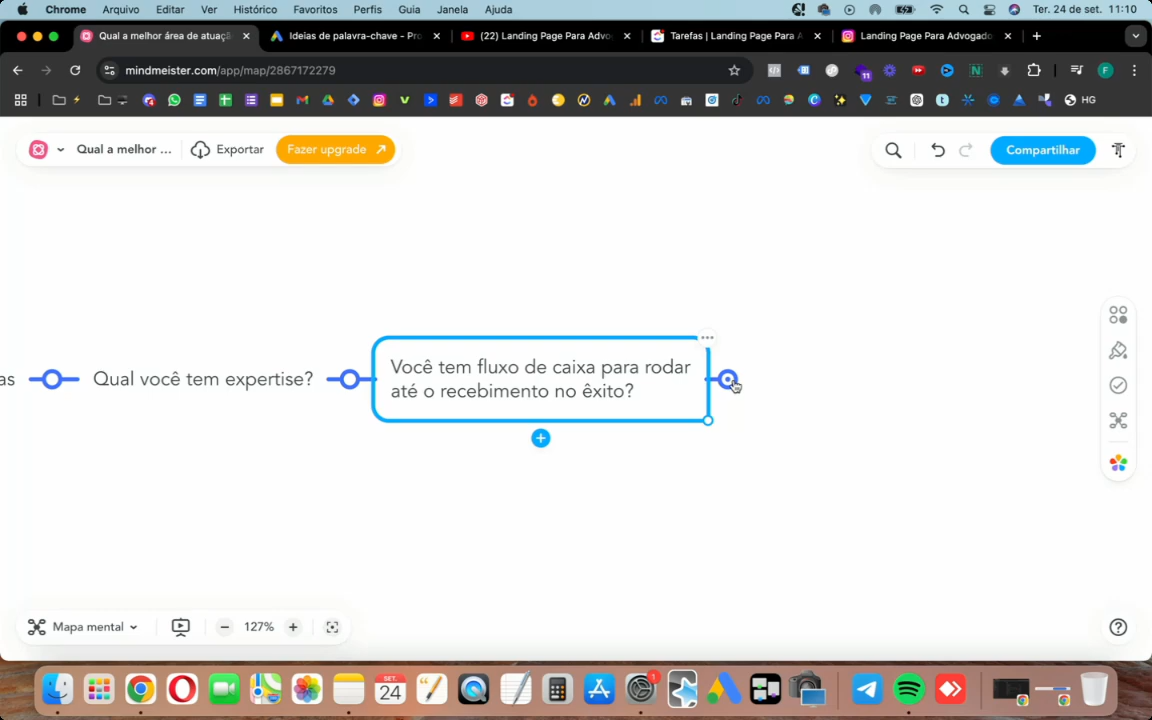 Chrome Arquivo Editar Ver Histórico Favoritos Perfis Guia Janela Ajuda Ter. 24 de set. 11:10
Qual a melhor área de atuaçã Ideias de palavra-chave - Pro (22) Landing Page Para Advo Tarefas | Landing Page Para A Landing Page Para Advogado
mindmeister.com/app/map/2867172279
11 F
HG
Qual a melhor ... Exportar Fazer upgrade Compartilhar
as Qual você tem expertise?
Você tem fluxo de caixa para rodar
até o recebimento no êxito?
Mapa mental 127%
SET.
24
1